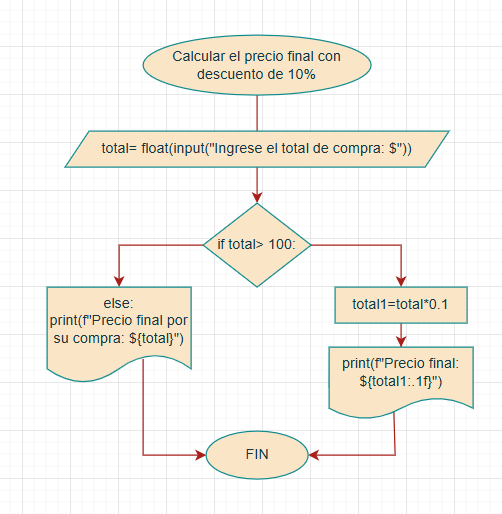 Calcular el precio final con
descuento de 10%
total= float(input("Ingrese el total de compra: $"))
if total> 100:
else:
print(f"Precio final por
su compra: ${total}")
total1=total*0.1
print(f"Precio final:
${total1:.1f}")
FIN